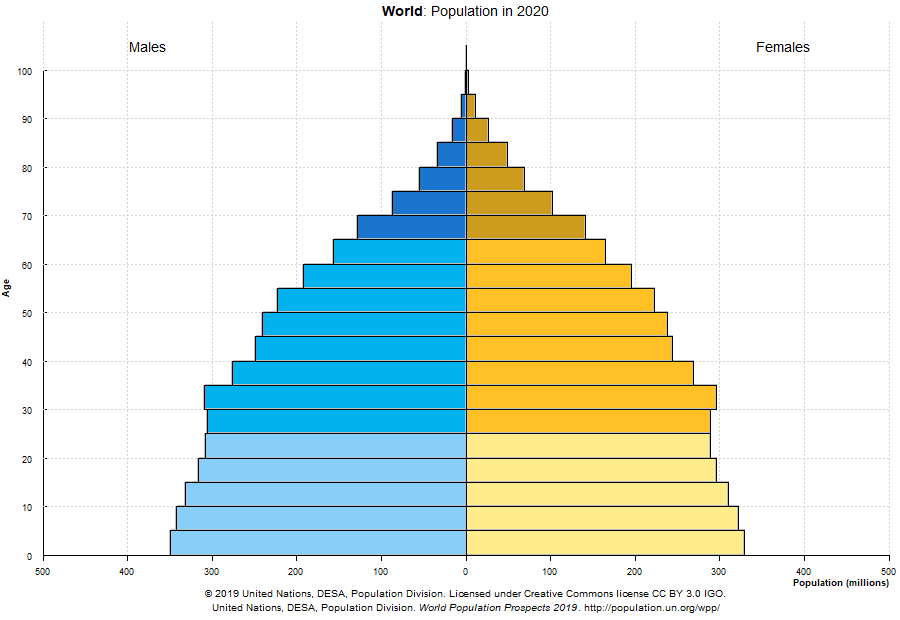 World: Population in 2020
Males
Females
100
90
80
70
60
50
40
30
20
10
0
Age
500 400 300 200 100 0 100 200 300 400 500
Population (millions)
© 2019 United Nations, DESA, Population Division. Licensed under Creative Commons license CC BY 3.0 IGO.
United Nations, DESA, Population Division. World Population Prospects 2019. http://population.un.org/wpp/